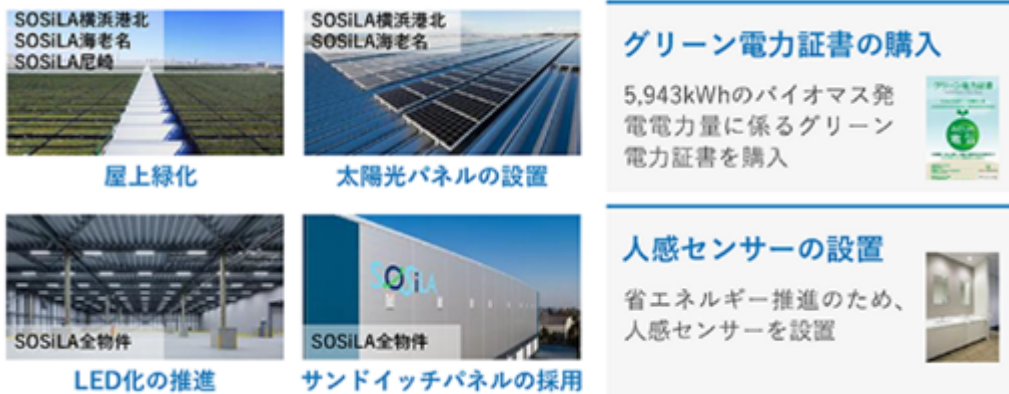 SOSiLA横浜港北
SOSiLA海老名
SOSiLA尼崎
屋上緑化
SOSiLA横浜港北
SOSiLA海老名
太陽光パネルの設置
SOSiLA全物件
LED化の推進
SOSiLA
SOSiLA全物件
サンドイッチパネルの採用
グリーン電力証書の購入
5,943kWhのバイオマス発
電電力量に係るグリーン
電力証書を購入
グリーン電力証書
人感センサーの設置
省エネルギー推進のため、
人感センサーを設置